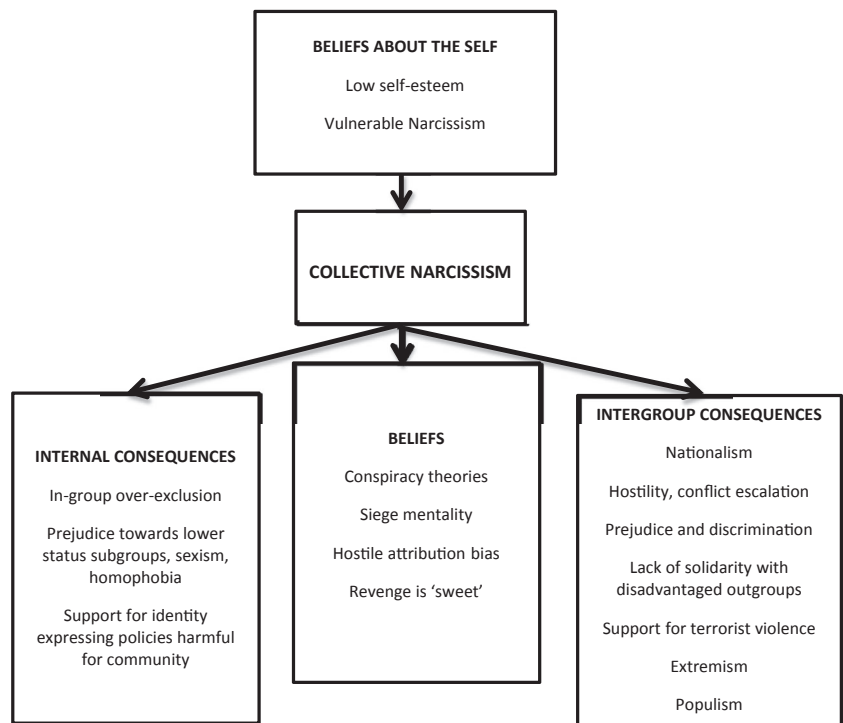 BELIEFS ABOUT THE SELF
Low self-esteem
Vulnerable Narcissism
COLLECTIVE NARCISSISM
INTERNAL CONSEQUENCES
In-group over-exclusion
Prejudice towards lower
status subgroups, sexism,
homophobia
Support for identity
expressing policies harmful
for community
BELIEFS
Conspiracy theories
Siege mentality
Hostile attribution bias
Revenge is ‘sweet’
INTERGROUP CONSEQUENCES
Nationalism
Hostility, conflict escalation
Prejudice and discrimination
Lack of solidarity with
disadvantaged outgroups
Support for terrorist violence
Extremism
Populism